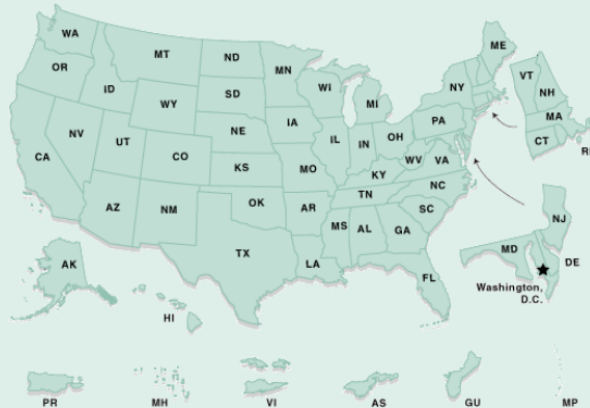 WA
MT
ND
MN
ME
OR
ID
SD
WI
MI
NY
VT
NH
WY
MA
NV
UT
NE
IA
PA
CT
CA
CO
KS
IL
IN
OH
WV
VA
MO
KY
NC
AZ
NM
OK
AR
TN
SC
NJ
TX
MS
AL
GA
MD
DE
LA
FL
Washington,
D.C.
AK
HI
PR
MH
VI
AS
GU
MP